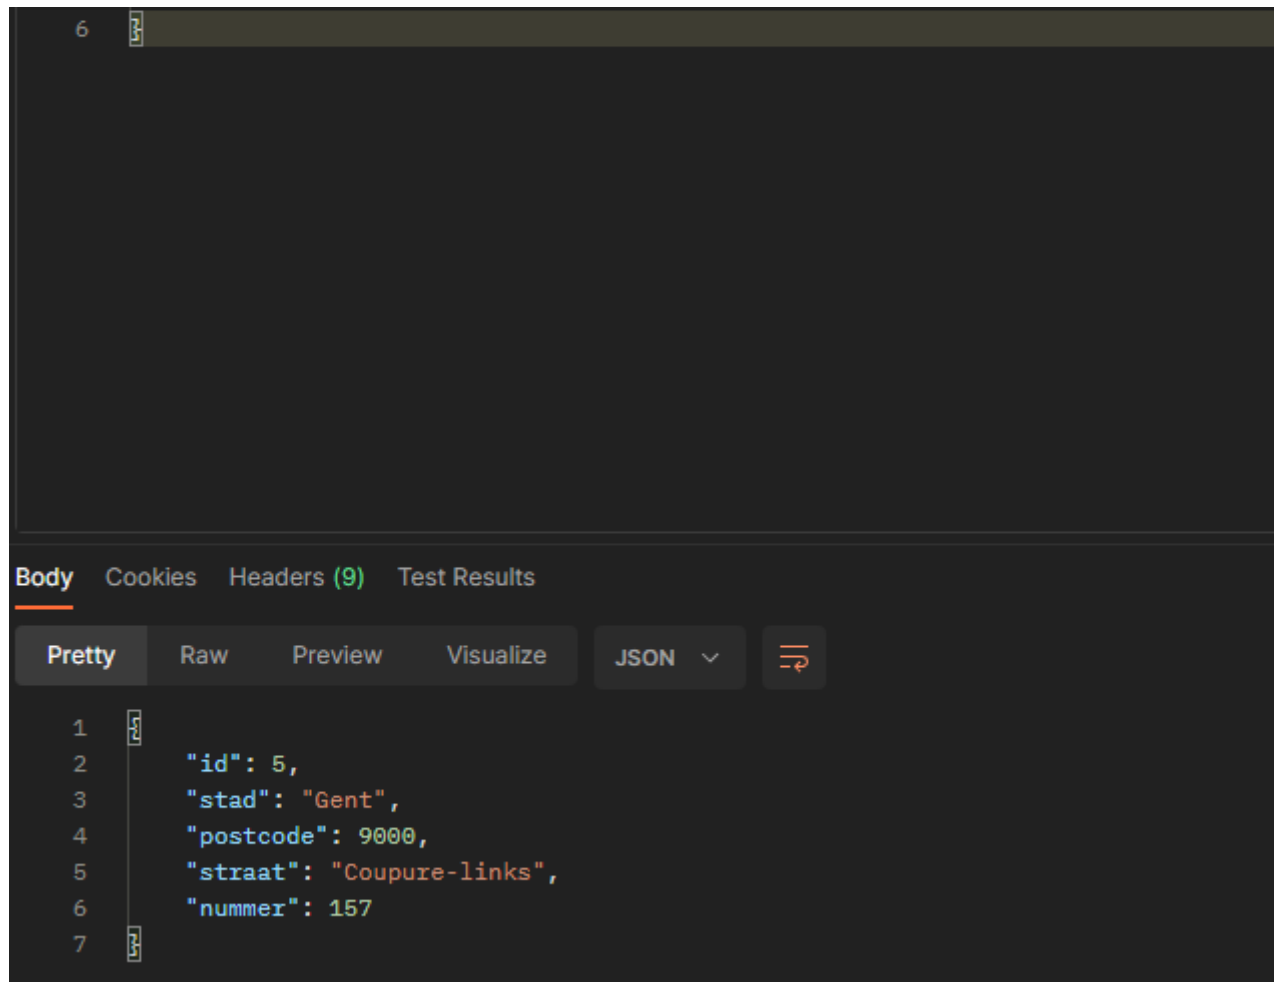 6 }
Body Cookies Headers (9) Test Results
Pretty Raw Preview Visualize JSON
1 {
2 "id": 5,
3 "stad": "Gent",
4 "postcode": 9000,
5 "straat": "Coupure-links",
6 "nummer": 157
7 }